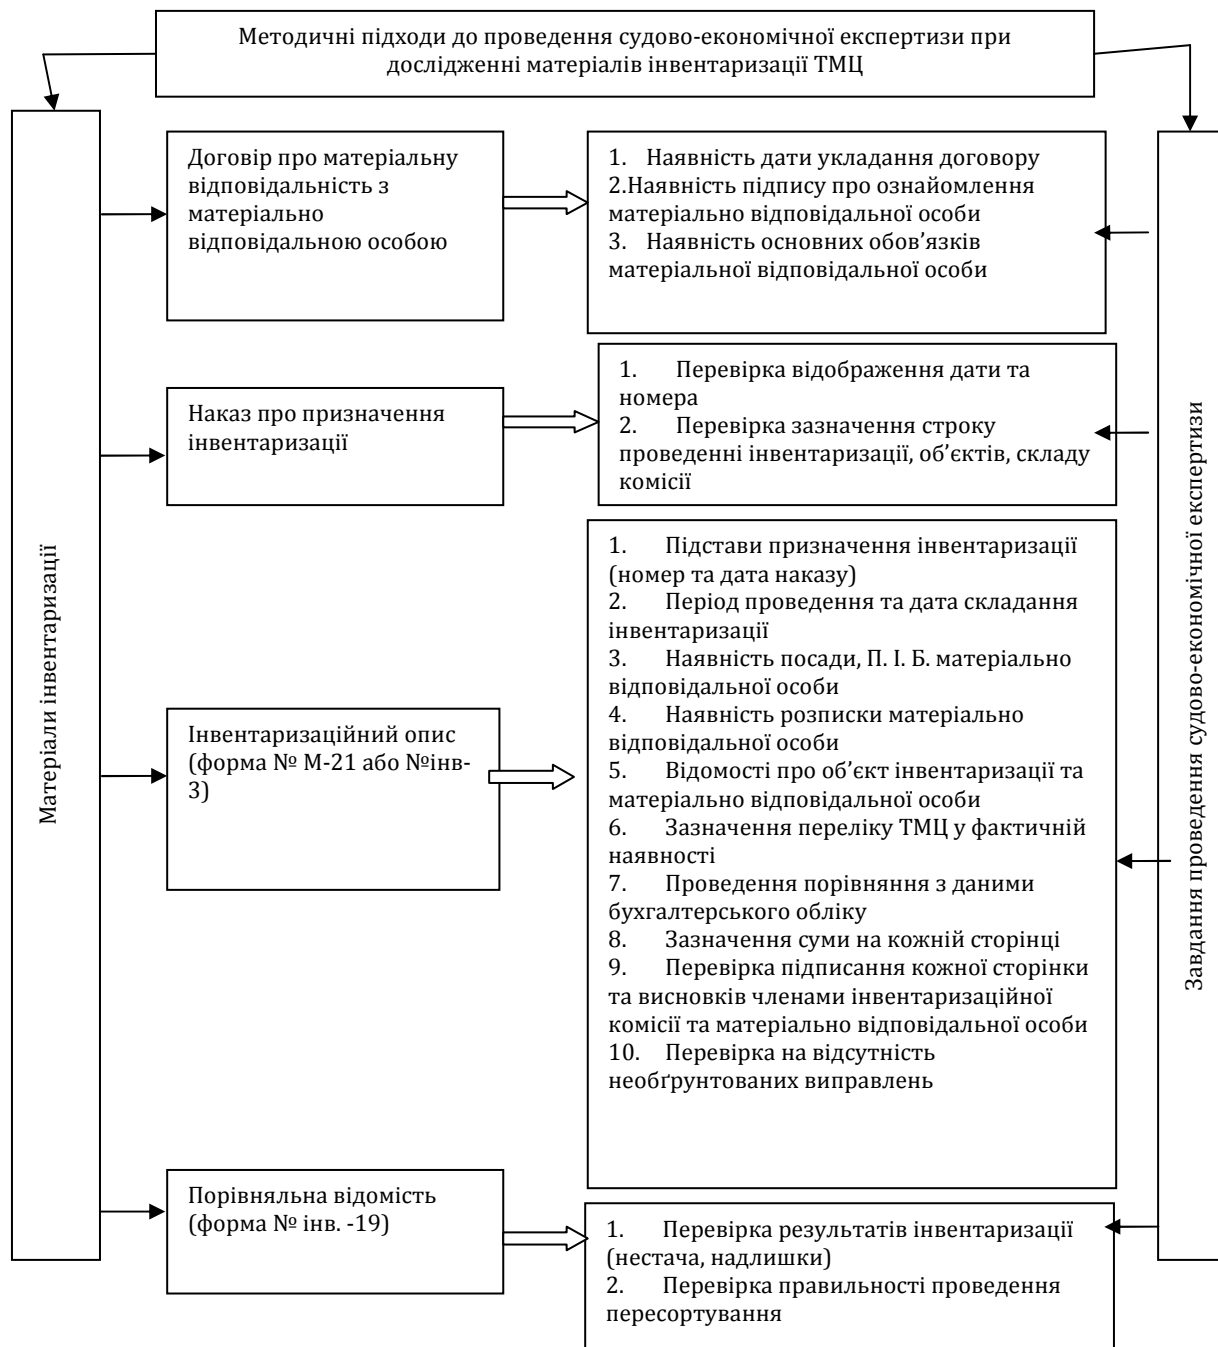 Методичні підходи до проведення судово-економічної експертизи при
дослідженні матеріалів інвентаризації ТМЦ
Матеріали інвентаризації
Договір про матеріальну
відповідальність з
матеріально
відповідальною особою
1. Наявність дати укладання договору
2.Наявність підпису про ознайомлення
матеріально відповідальної особи
3. Наявність основних обов’язків
матеріальної відповідальної особи
Наказ про призначення
інвентаризації
1. Перевірка відображення дати та
номера
2. Перевірка зазначення строку
проведенні інвентаризації, об’єктів, складу
комісії
Інвентаризаційний опис
(форма № М-21 або №інв-
3)
1. Підстави призначення інвентаризації
(номер та дата наказу)
2. Період проведення та дата складання
інвентаризації
3. Наявність посади, П. І. Б. матеріально
відповідальної особи
4. Наявність розписки матеріально
відповідальної особи
5. Відомості про об’єкт інвентаризації та
матеріально відповідальної особи
6. Зазначення переліку ТМЦ у фактичній
наявності
7. Проведення порівняння з даними
бухгалтерського обліку
8. Зазначення суми на кожній сторінці
9. Перевірка підписання кожної сторінки
та висновків членами інвентаризаційної
комісії та матеріально відповідальної особи
10. Перевірка на відсутність
необґрунтованих виправлень
Порівняльна відомість
(форма № інв. -19)
1. Перевірка результатів інвентаризації
(нестача, надлишки)
2. Перевірка правильності проведення
пересортування
Завдання проведення судово-економічної експертизи